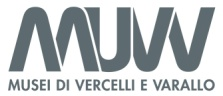 MUVV
MUSEI DI VERCELLI E VARALLO